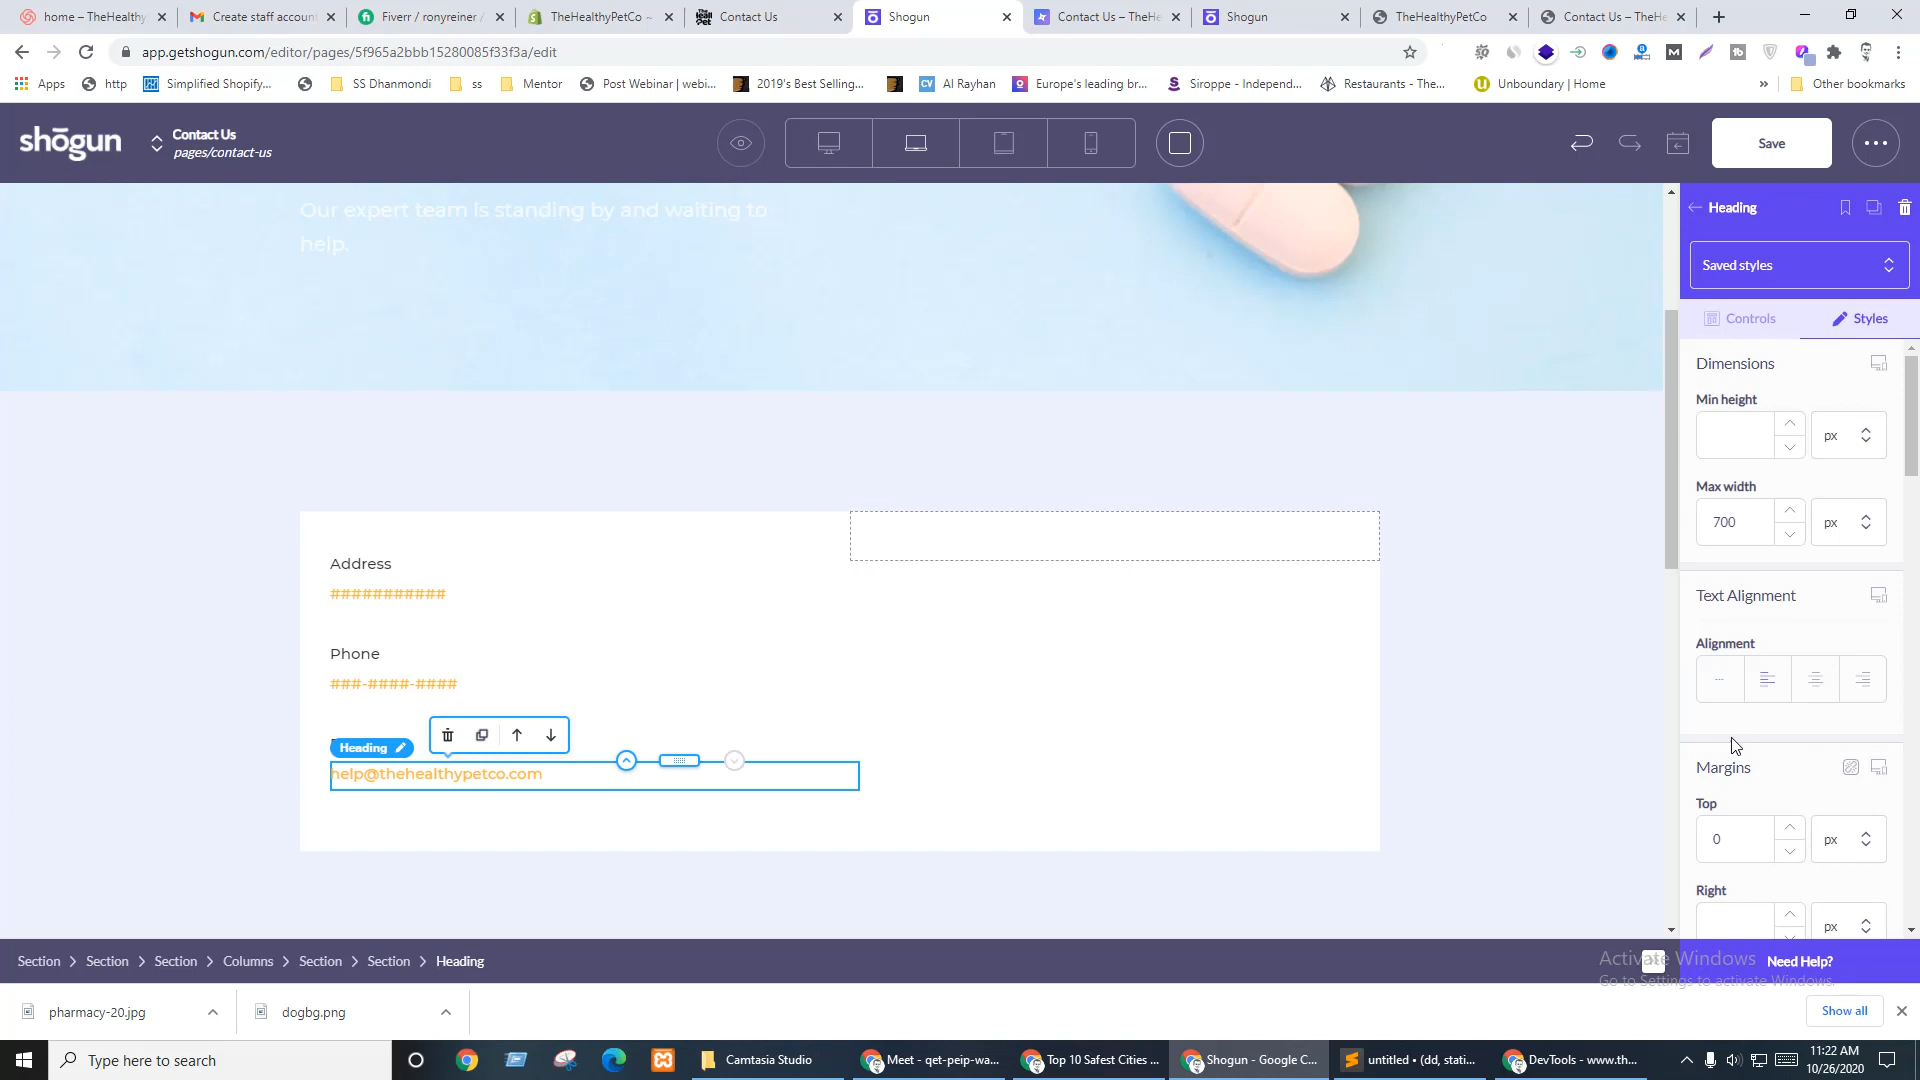 home – TheHealthy
Create staff accoun
Fiverr / ronyreiner /
TheHealthyPetCo ~
Contact Us
Shogun
Contact Us – TheHe
Shogun
TheHealthyPetCo
Contact Us – TheHe
app.getshogun.com/editor/pages/5f965a2bbb15280085f33f3a/edit
Apps
http
Simplified Shopify...
SS Dhanmondi
ss
Mentor
Post Webinar | webi...
2019's Best Selling...
Al Rayhan
Europe's leading br...
Siroppe - Independ...
Restaurants - The...
Unboundary | Home
»
Other bookmarks
shōgun
Contact Us
pages/contact-us
Save
Our expert team is standing by and waiting to
help.
Heading
Saved styles
Controls
Styles
Dimensions
Min height
px
Max width
700
px
Text Alignment
Alignment
Margins
Top
0
px
Right
px
Address
###########
Phone
###-####-####
Heading
help@thehealthypetco.com
Section > Section > Section > Columns > Section > Section > Heading
Activate Windows
Go to Settings to activate Windows.
Need Help?
pharmacy-20.jpg
dogbg.png
Show all
Type here to search
Camtasia Studio
Meet - qet-peip-wa...
Top 10 Safest Cities ...
Shogun - Google C...
untitled • (dd, stati...
DevTools - www.th...
11:22 AM
10/26/2020